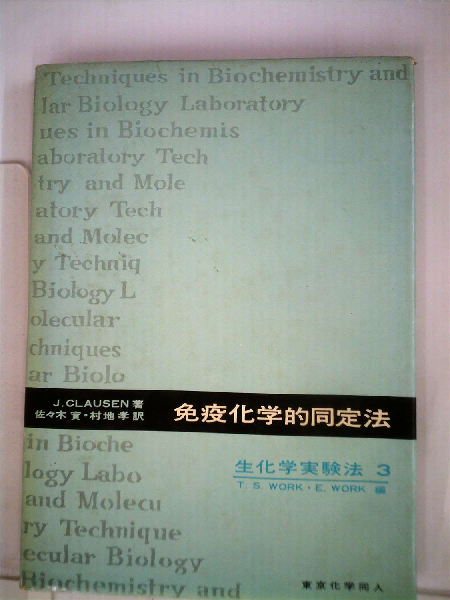 Techniques in Biochemistry and
lar Biology Laboratory
ues in Biochemis
aboratory Tech
try and Mole
atory Tech
and Molec
y Techniq
Biology L
olecular
chniques
ar Biolo
J. CLAUSEN 著
佐々木 實・村地 孝 訳
免疫化学的同定法
in Bioche
logy Labo
and Molecu
ry Technique
ecular Biology
Biochemistry and
生化学実験法 3
T. S. WORK・E. WORK 編
東京化学同人